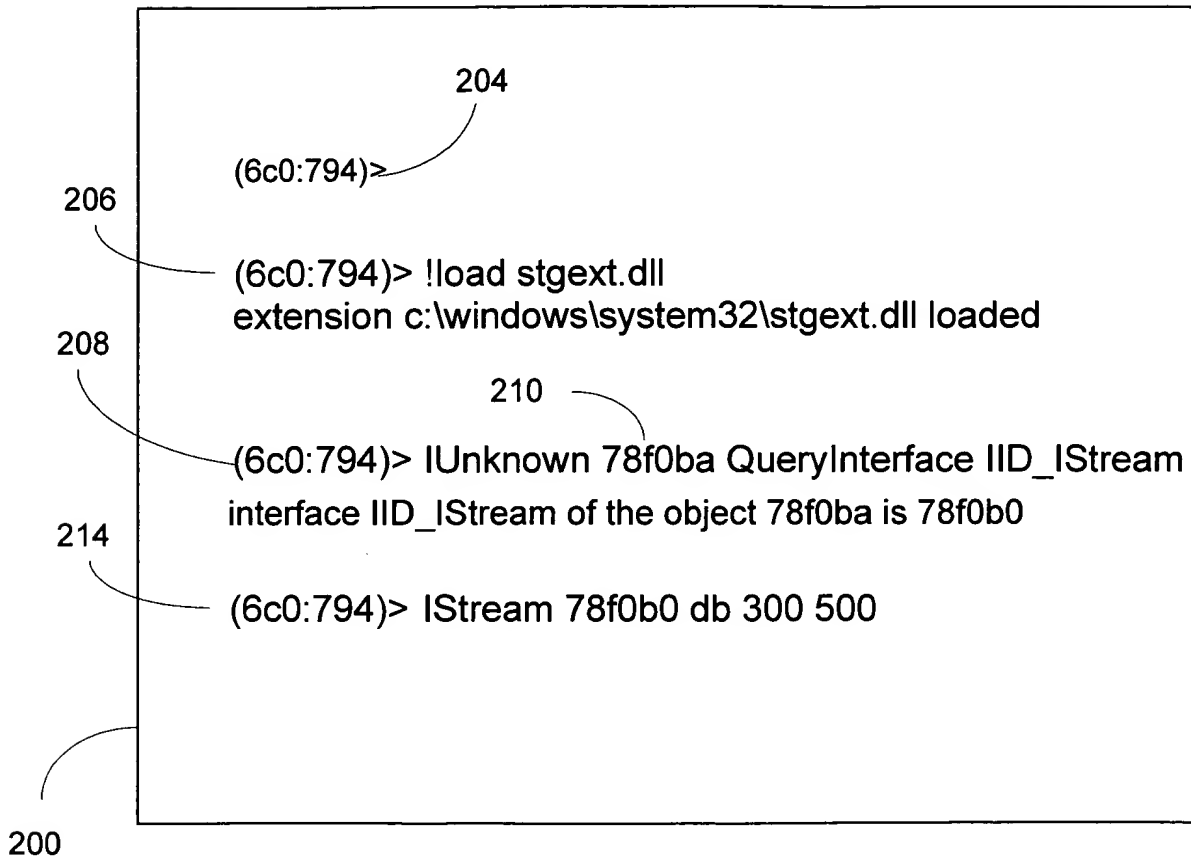 204
(6c0:794)>
206
(6c0:794)> !load stgext.dll
extension c:\windows\system32\stgext.dll loaded
208
210
(6c0:794)> IUnknown 78f0ba QueryInterface IID_IStream
interface IID_IStream of the object 78f0ba is 78f0b0
214
(6c0:794)> IStream 78f0b0 db 300 500
200